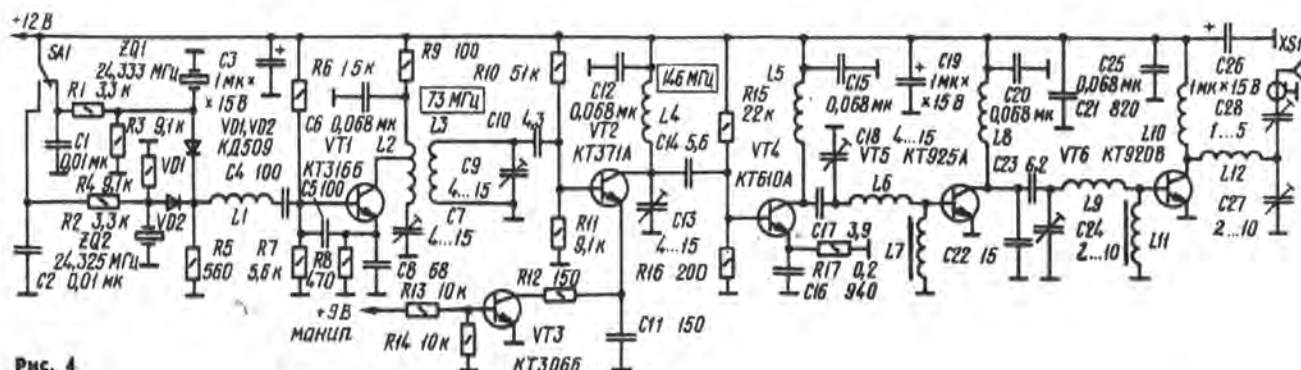 +12 В
SA1
R1
3,3 к
C1
0,01 мк
R3
9,1 к
R4 9,1 к
R2 3,3 к
C2 0,01 мк
ZQ1
24,333 МГц
C3
1 мк ×
× 15 В
VD1, VD2
КД509
VD1
VD2
ZQ2
24,325 МГц
C4 100
L1
R5
560
R6 1 5 к
R7
5,6 к
C5 100
R8
470
C6 0,068 мк
VT1
КТ316Б
C8 68
R9 100
L2
73 МГц
L3
C7
4...15
C9
4...15
C10 4,3
R10 51 к
R11
9,1 к
R12 150
R13 10 к
R14 10 к
+9 В
манип.
VT3
КТ306Б
C11 150
C12
0,068 мк
VT2
КТ371А
L4
146 МГц
C13
4...15
C14 5,6
R15
22 к
R16 200
VT4
КТ610А
L5
C15
0,068 мк
C16 940
C17 3,9
R17 0,2
C18 4...15
L6
L7
VT5
КТ925А
C19
1 мк ×
× 15 В
L8
C20
0,068 мк
C21 820
C22 15
C23 6,2
C24
2...10
L9
L11
C25
0,068 мк
VT6
КТ920В
L10
C26
1 мк × 15 В
L12
C27
2...10
C28
1...5
XS1
Рис. 4